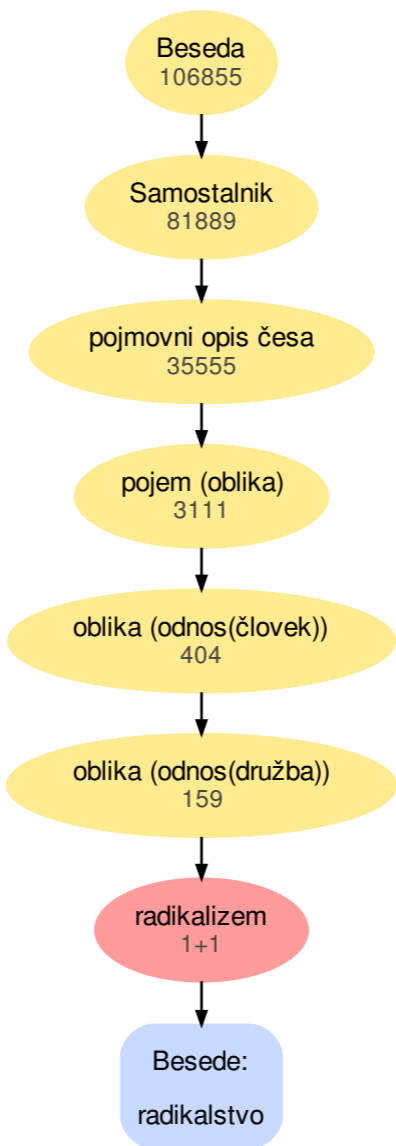 Beseda
106855
Samostalnik
81889
pojmovni opis česa
35555
pojem (oblika)
3111
oblika (odnos(človek))
404
oblika (odnos(družba))
159
radikalizem
1+1
Besede:
radikalstvo